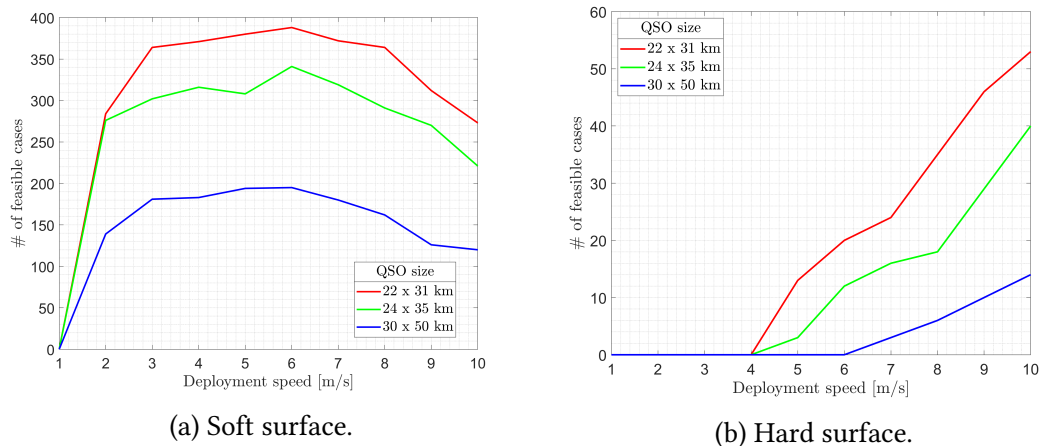 400
350
300
250
200
150
100
50
0
# of feasible cases
QSO size
22 x 31 km
24 x 35 km
30 x 50 km
1 2 3 4 5 6 7 8 9 10
Deployment speed [m/s]
(a) Soft surface.
60
50
40
30
20
10
0
# of feasible cases
QSO size
22 x 31 km
24 x 35 km
30 x 50 km
1 2 3 4 5 6 7 8 9 10
Deployment speed [m/s]
(b) Hard surface.